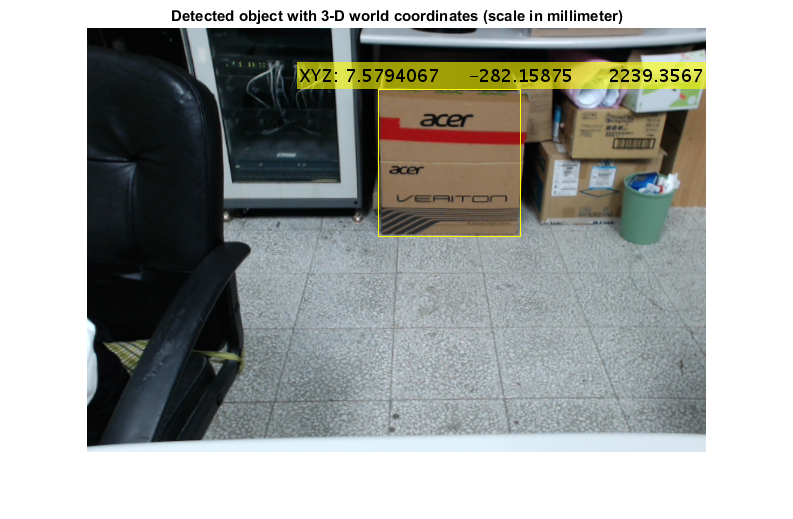 Detected object with 3-D world coordinates (scale in millimeter)
XYZ: 7.5794067 −282.15875 2239.3567
acer
acer
VERITON